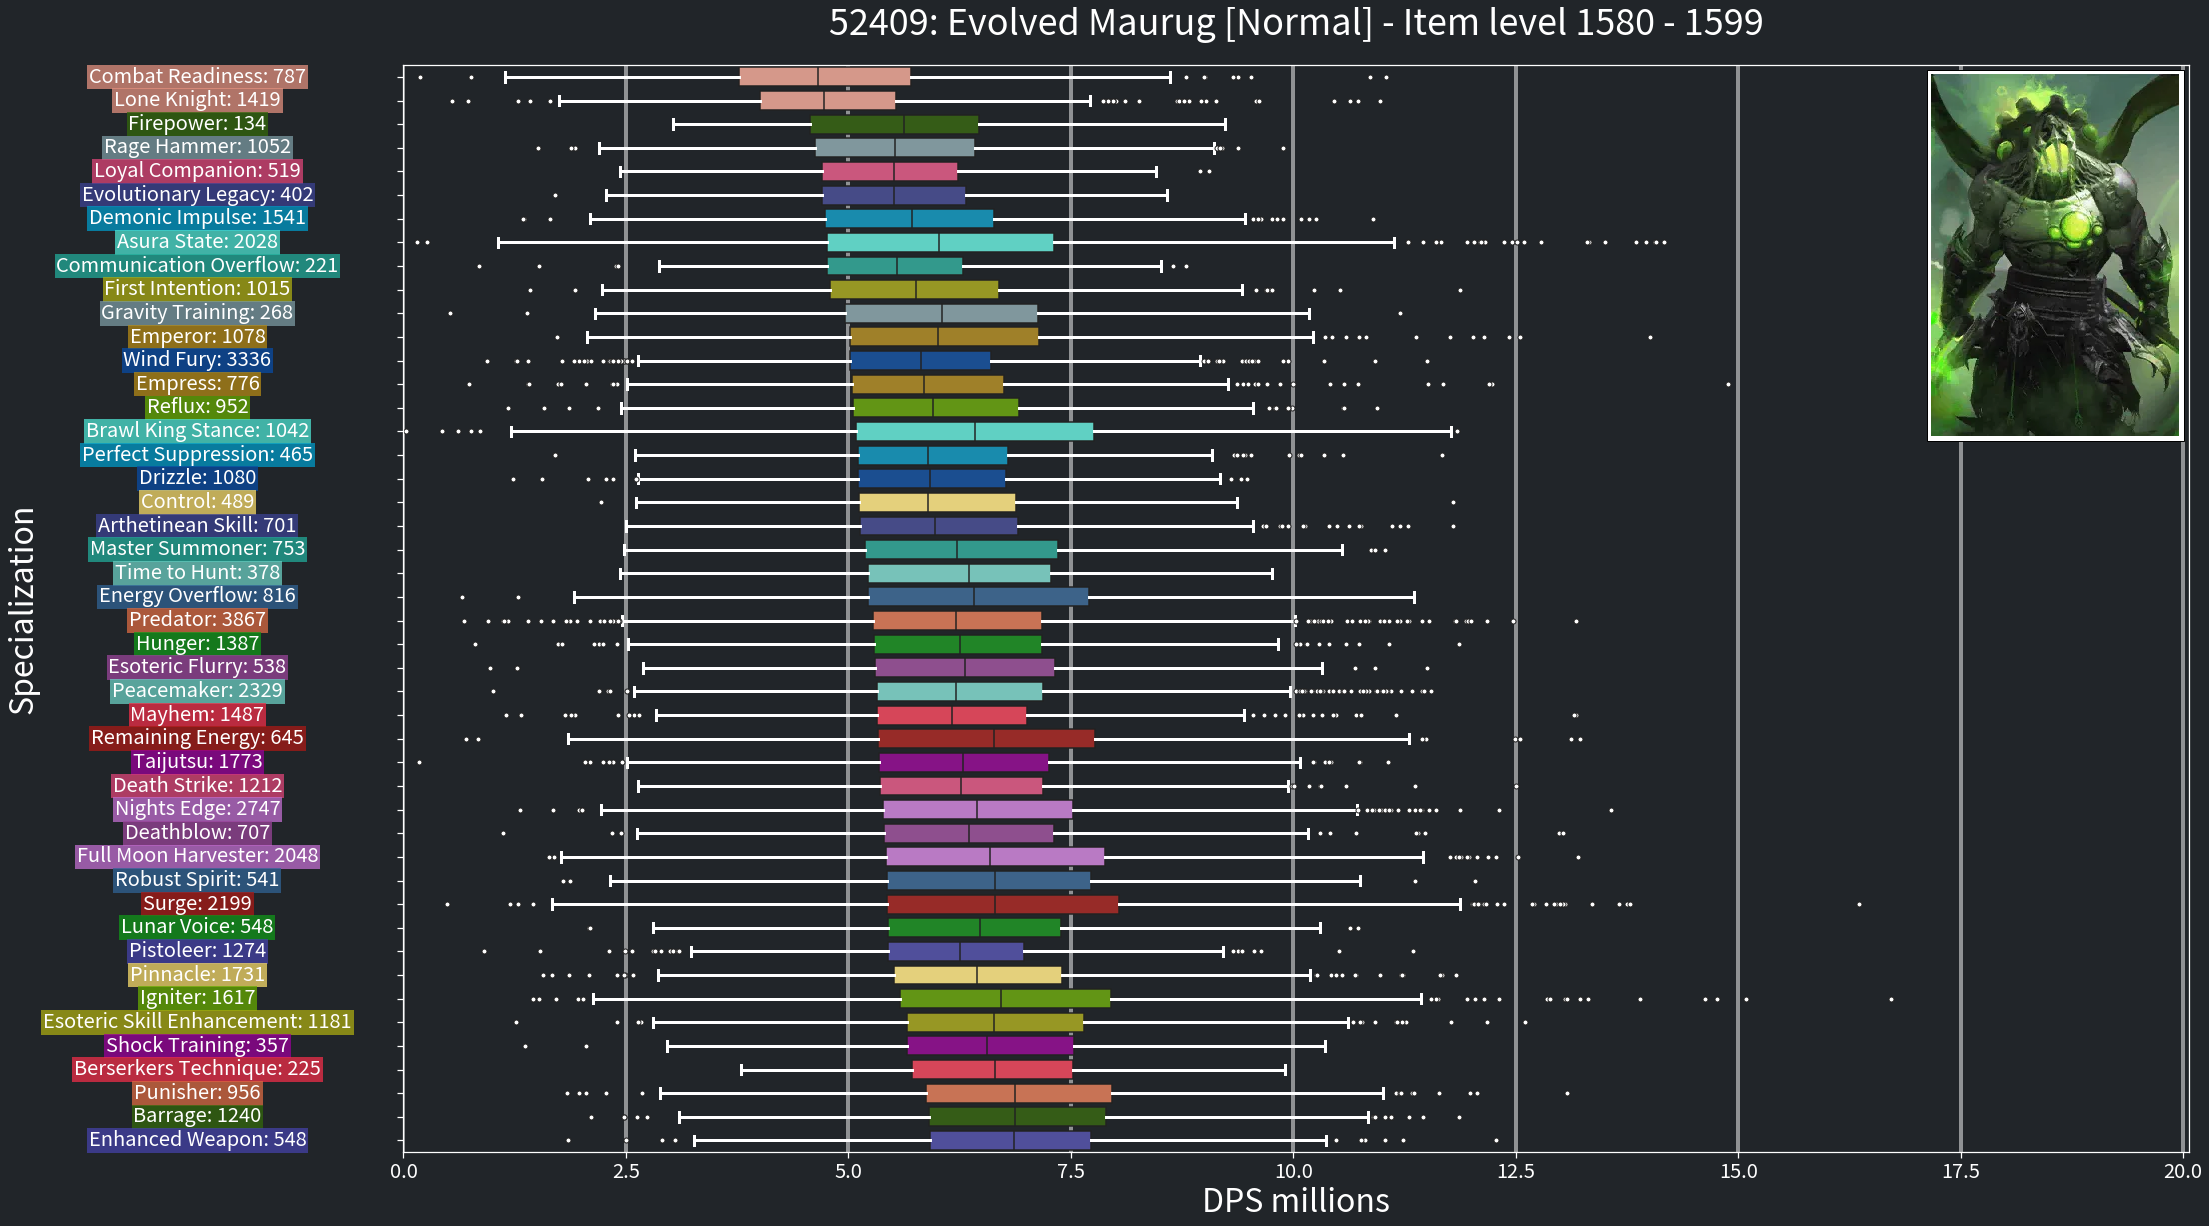 52409: Evolved Maurug [Normal] - Item level 1580 - 1599
Specialization
Combat Readiness: 787
Lone Knight: 1419
Firepower: 134
Rage Hammer: 1052
Loyal Companion: 519
Evolutionary Legacy: 402
Demonic Impulse: 1541
Asura State: 2028
Communication Overflow: 221
First Intention: 1015
Gravity Training: 268
Emperor: 1078
Wind Fury: 3336
Empress: 776
Reflux: 952
Brawl King Stance: 1042
Perfect Suppression: 465
Drizzle: 1080
Control: 489
Arthetinean Skill: 701
Master Summoner: 753
Time to Hunt: 378
Energy Overflow: 816
Predator: 3867
Hunger: 1387
Esoteric Flurry: 538
Peacemaker: 2329
Mayhem: 1487
Remaining Energy: 645
Taijutsu: 1773
Death Strike: 1212
Nights Edge: 2747
Deathblow: 707
Full Moon Harvester: 2048
Robust Spirit: 541
Surge: 2199
Lunar Voice: 548
Pistoleer: 1274
Pinnacle: 1731
Igniter: 1617
Esoteric Skill Enhancement: 1181
Shock Training: 357
Berserkers Technique: 225
Punisher: 956
Barrage: 1240
Enhanced Weapon: 548
0.0 2.5 5.0 7.5 10.0 12.5 15.0 17.5 20.0
DPS millions